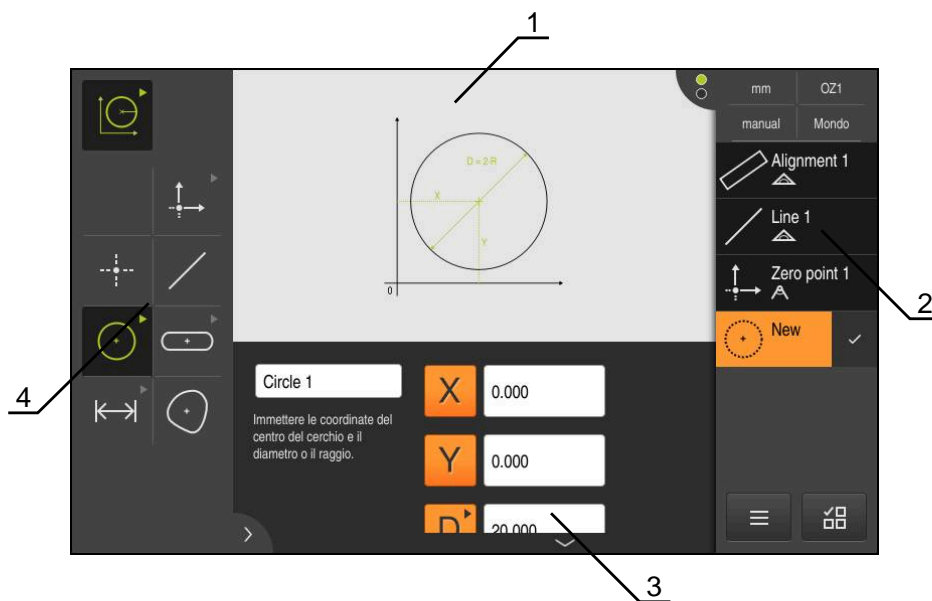 1
mm OZ1
manual Mondo
Alignment 1
Line 1
Zero point 1
New
2
D = 2·R
X
Y
0
4
Circle 1
Immettere le coordinate del
centro del cerchio e il
diametro o il raggio.
X 0.000
Y 0.000
D 20.000
3